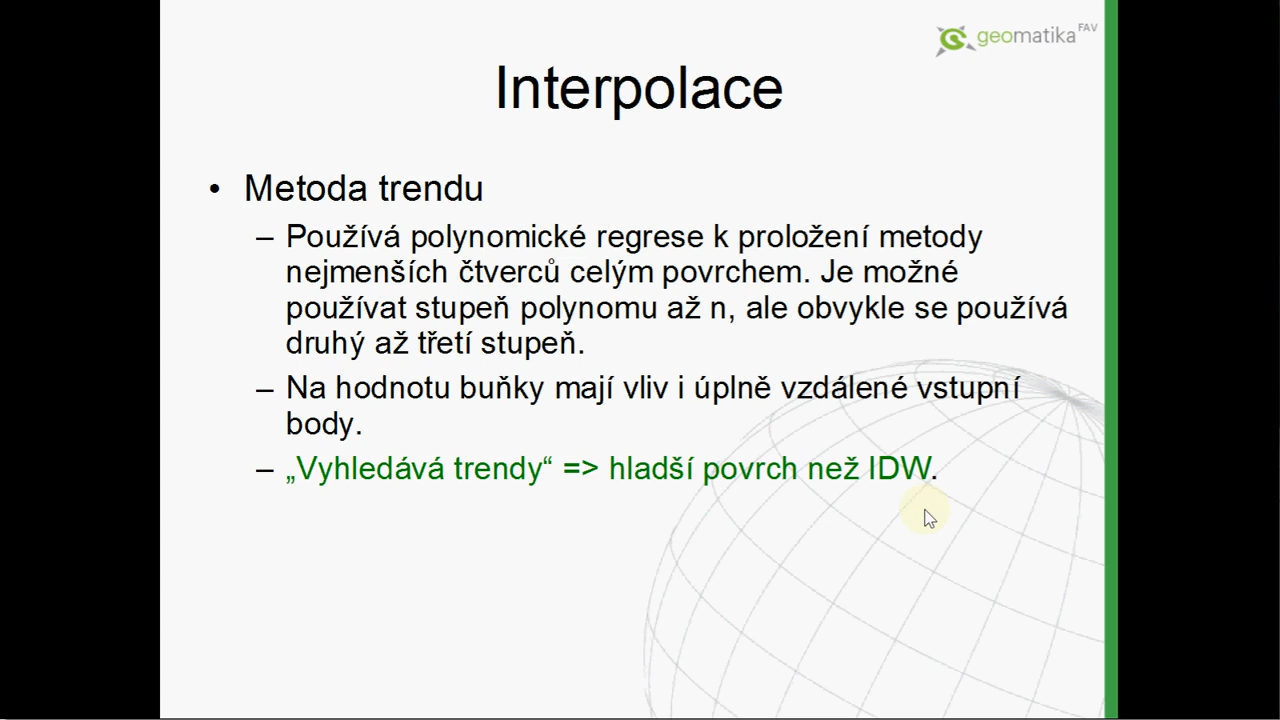 geomatika FAV
Interpolace
• Metoda trendu
– Používá polynomické regrese k proložení metody
nejmenších čtverců celým povrchem. Je možné
používat stupeň polynomu až n, ale obvykle se používá
druhý až třetí stupeň.
– Na hodnotu buňky mají vliv i úplně vzdálené vstupní
body.
– „Vyhledává trendy“ => hladší povrch než IDW.